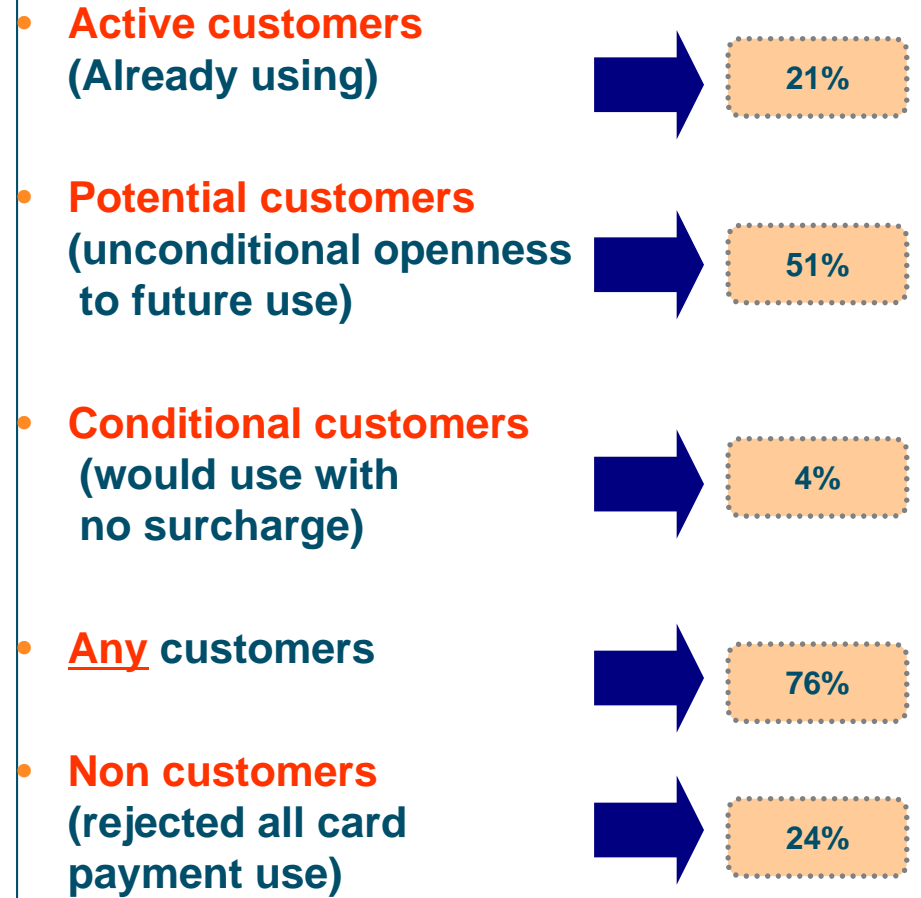 • Active customers
(Already using)
21%
• Potential customers
(unconditional openness
to future use)
51%
• Conditional customers
(would use with
no surcharge)
4%
• Any customers
76%
• Non customers
(rejected all card
payment use)
24%